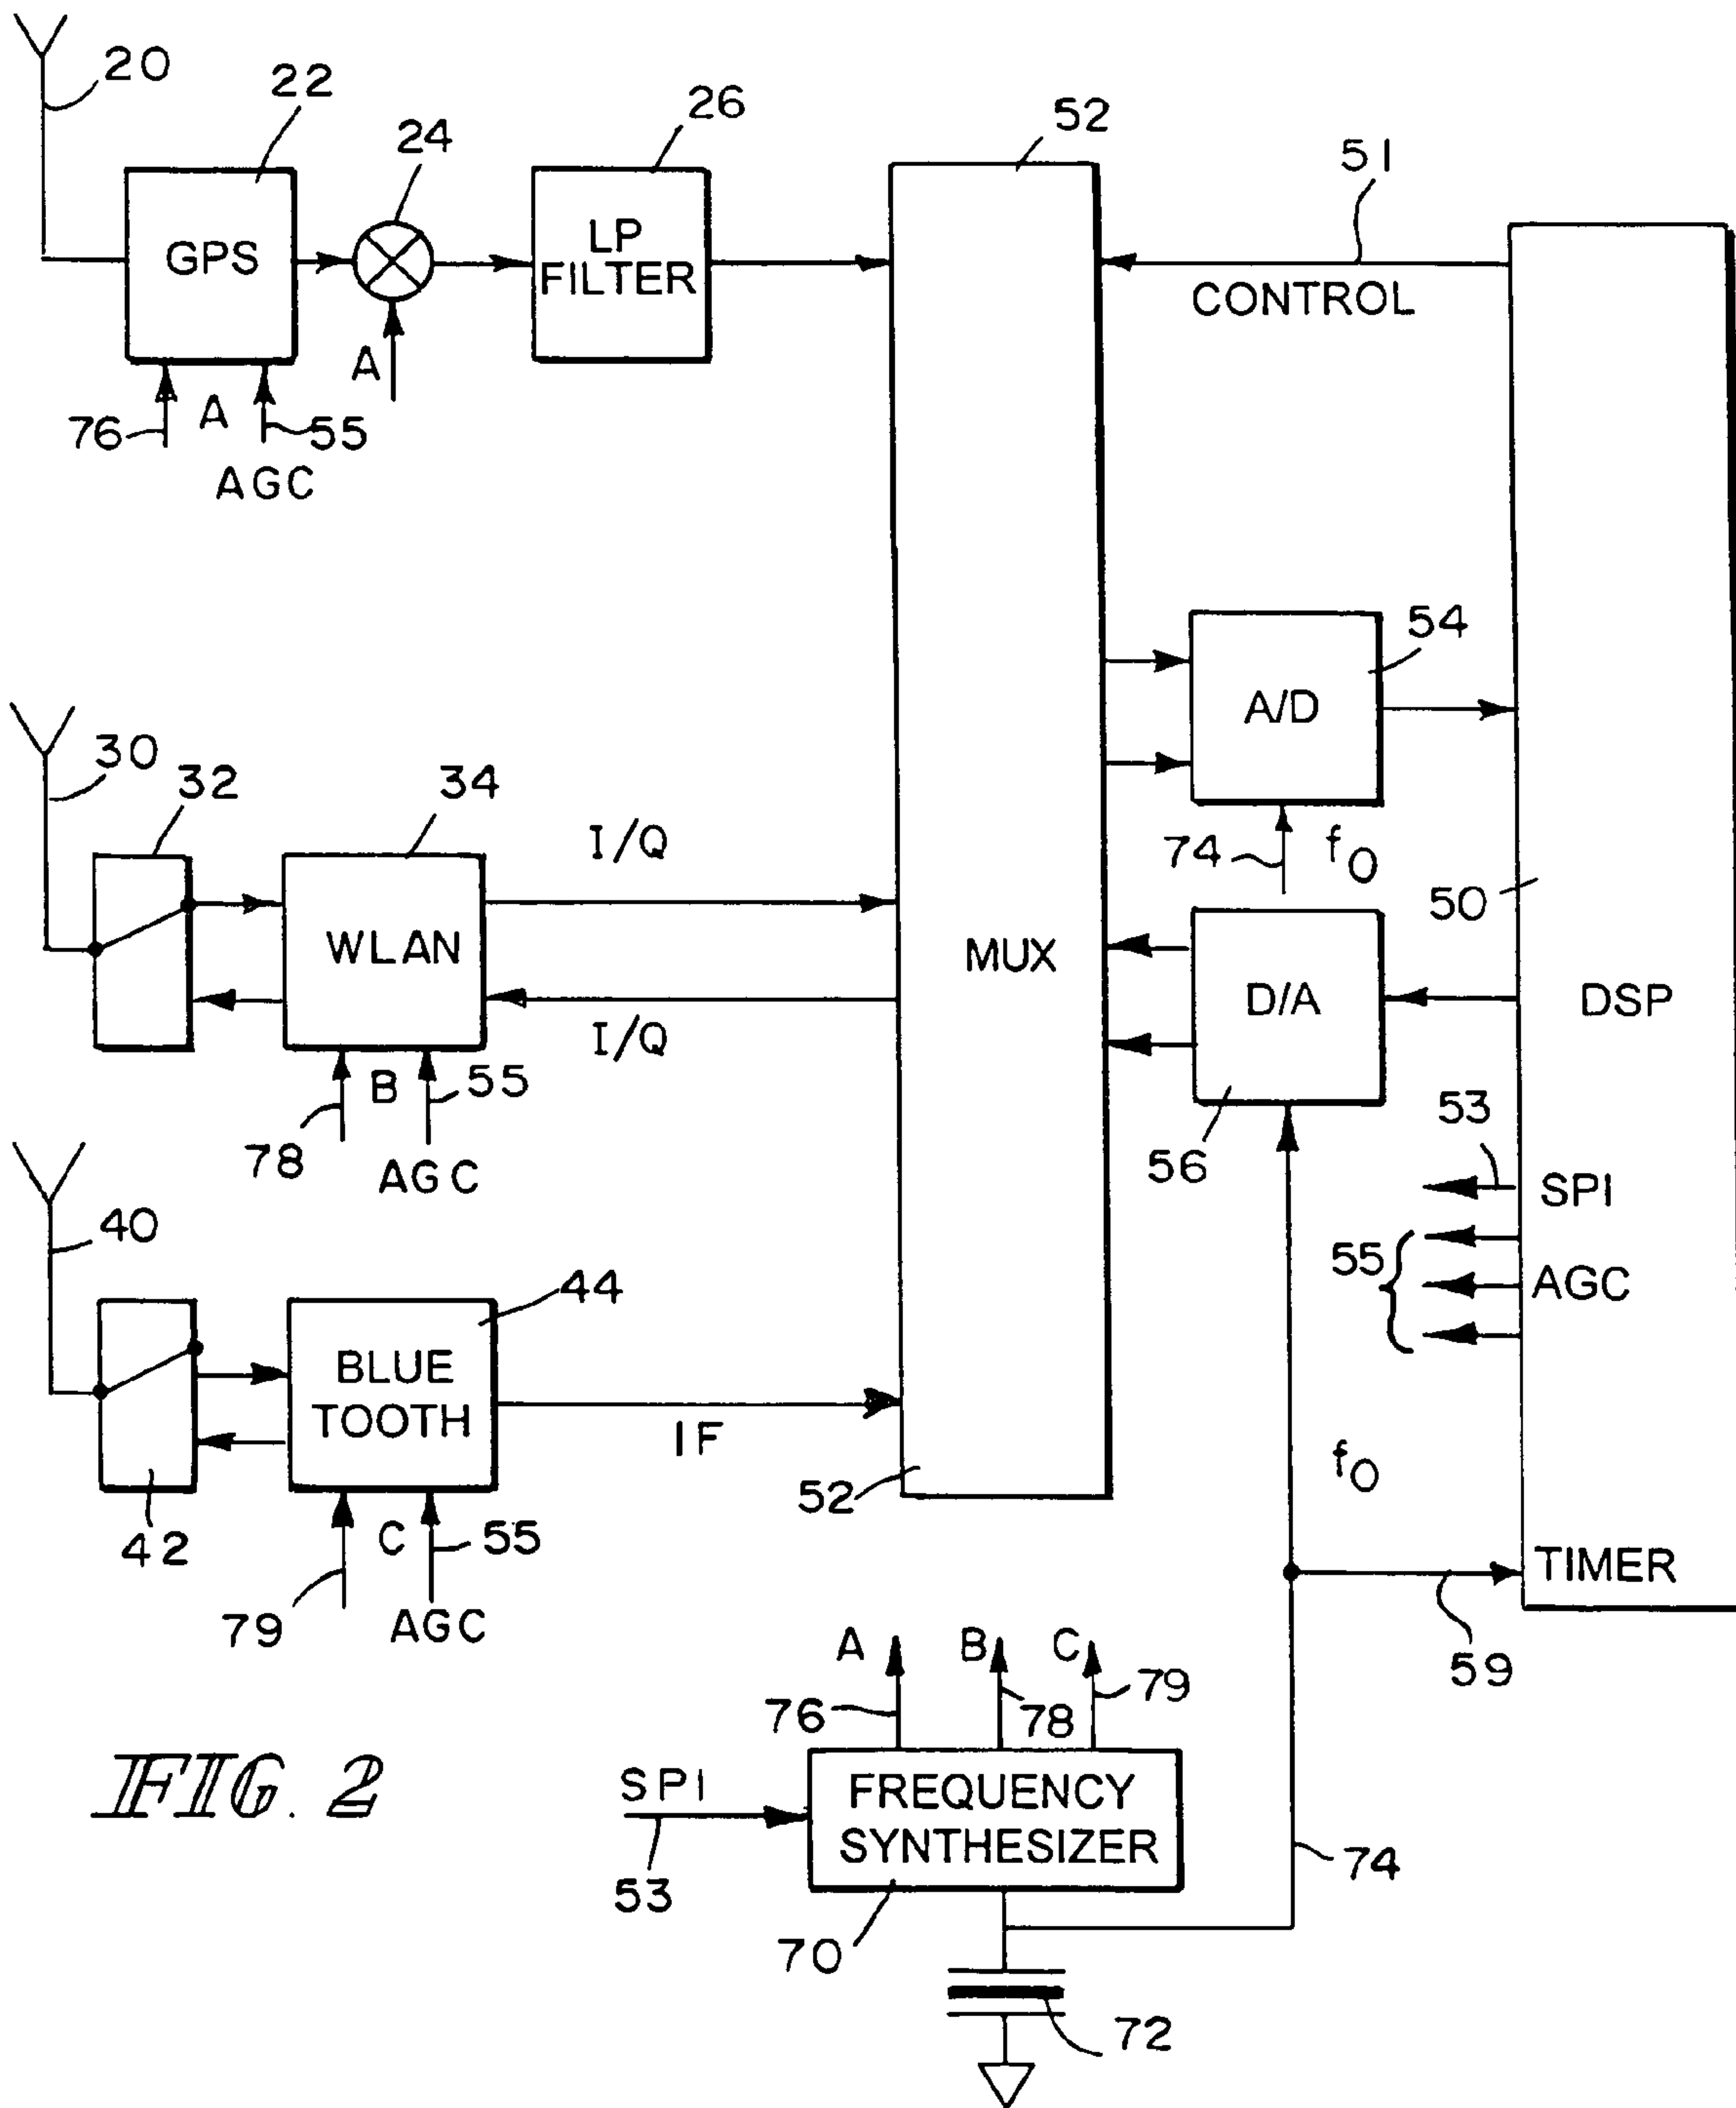 20
22
24
26
52
51
GPS
LP
FILTER
CONTROL
A
76
A
55
AGC
54
A/D
30
32
34
I/Q
74
fO
50
WLAN
MUX
D/A
DSP
I/Q
B
55
78
AGC
56
53
SPI
40
55
AGC
44
BLUE
TOOTH
IF
fO
52
42
C
55
79
AGC
TIMER
59
A
B
C
76
78
79
FIG. 2
SPI
FREQUENCY
SYNTHESIZER
53
74
70
72